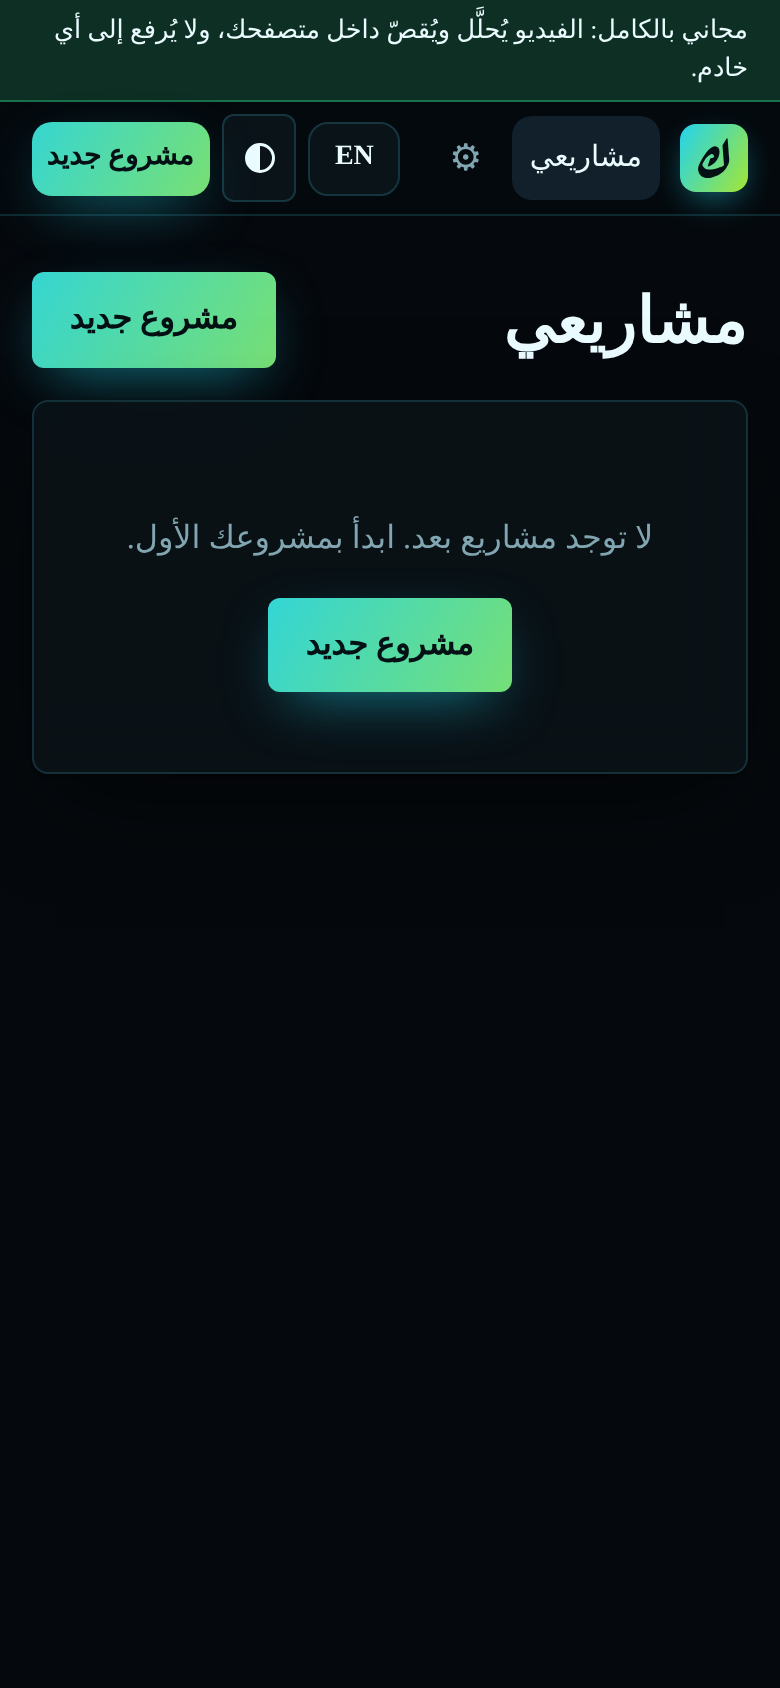 مجاني بالكامل: الفيديو يُحلَّل ويُقصّ داخل متصفحك، ولا يُرفع إلى أي
خادم.
ك
مشاريعي
EN
مشروع جديد
مشاريعي
مشروع جديد
لا توجد مشاريع بعد. ابدأ بمشروعك الأول.
مشروع جديد